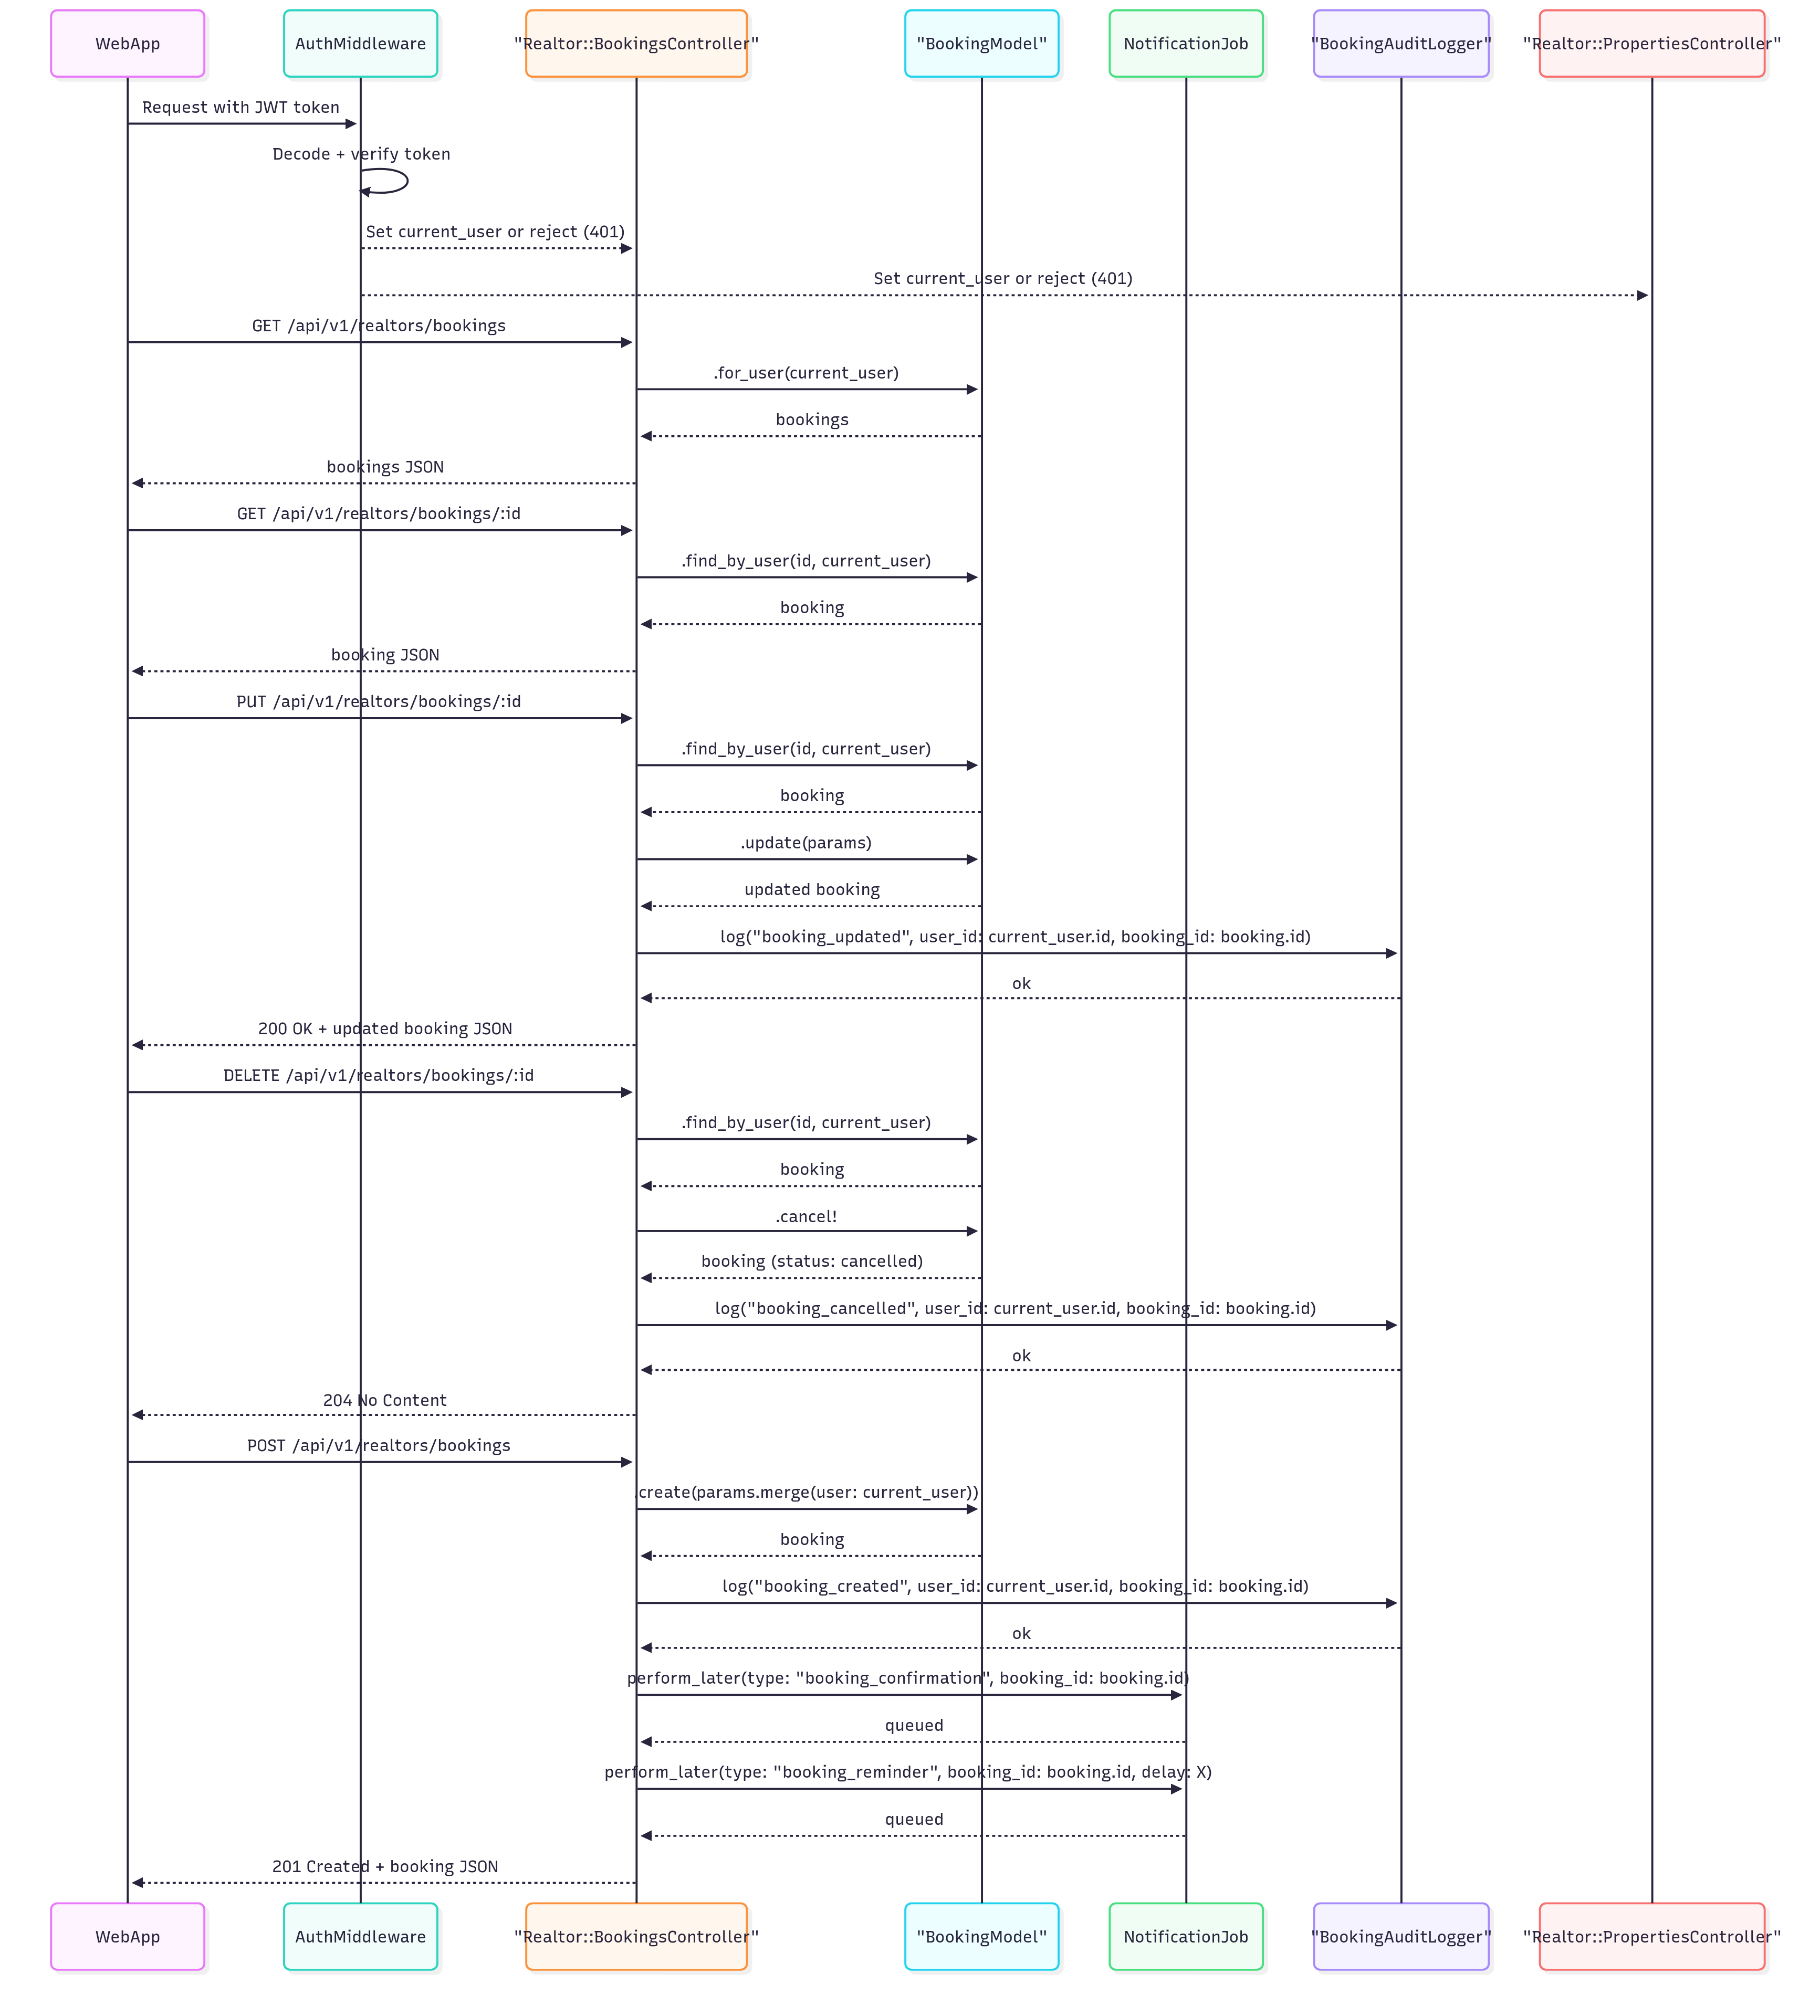 WebApp
AuthMiddleware
"Realtor::BookingsController"
"BookingModel"
NotificationJob
"BookingAuditLogger"
"Realtor::PropertiesController"
Request with JWT token
Decode + verify token
Set current_user or reject (401)
Set current_user or reject (401)
GET /api/v1/realtors/bookings
.for_user(current_user)
bookings
bookings JSON
GET /api/v1/realtors/bookings/:id
.find_by_user(id, current_user)
booking
booking JSON
PUT /api/v1/realtors/bookings/:id
.find_by_user(id, current_user)
booking
.update(params)
updated booking
log("booking_updated", user_id: current_user.id, booking_id: booking.id)
ok
200 OK + updated booking JSON
DELETE /api/v1/realtors/bookings/:id
.find_by_user(id, current_user)
booking
.cancel!
booking (status: cancelled)
log("booking_cancelled", user_id: current_user.id, booking_id: booking.id)
ok
204 No Content
POST /api/v1/realtors/bookings
.create(params.merge(user: current_user))
booking
log("booking_created", user_id: current_user.id, booking_id: booking.id)
ok
perform_later(type: "booking_confirmation", booking_id: booking.id)
queued
perform_later(type: "booking_reminder", booking_id: booking.id, delay: X)
queued
201 Created + booking JSON
WebApp
AuthMiddleware
"Realtor::BookingsController"
"BookingModel"
NotificationJob
"BookingAuditLogger"
"Realtor::PropertiesController"